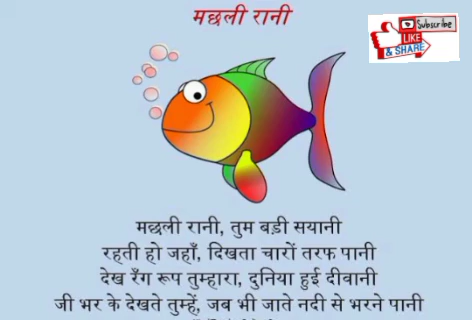 मछली रानी
Subscribe
LIKE
& SHARE
मछली रानी, तुम बड़ी सयानी
रहती हो जहाँ, दिखता चारों तरफ पानी
देख रँग रूप तुम्हारा, दुनिया हुई दीवानी
जी भर के देखते तुम्हें, जब भी जाते नदी से भरने पानी